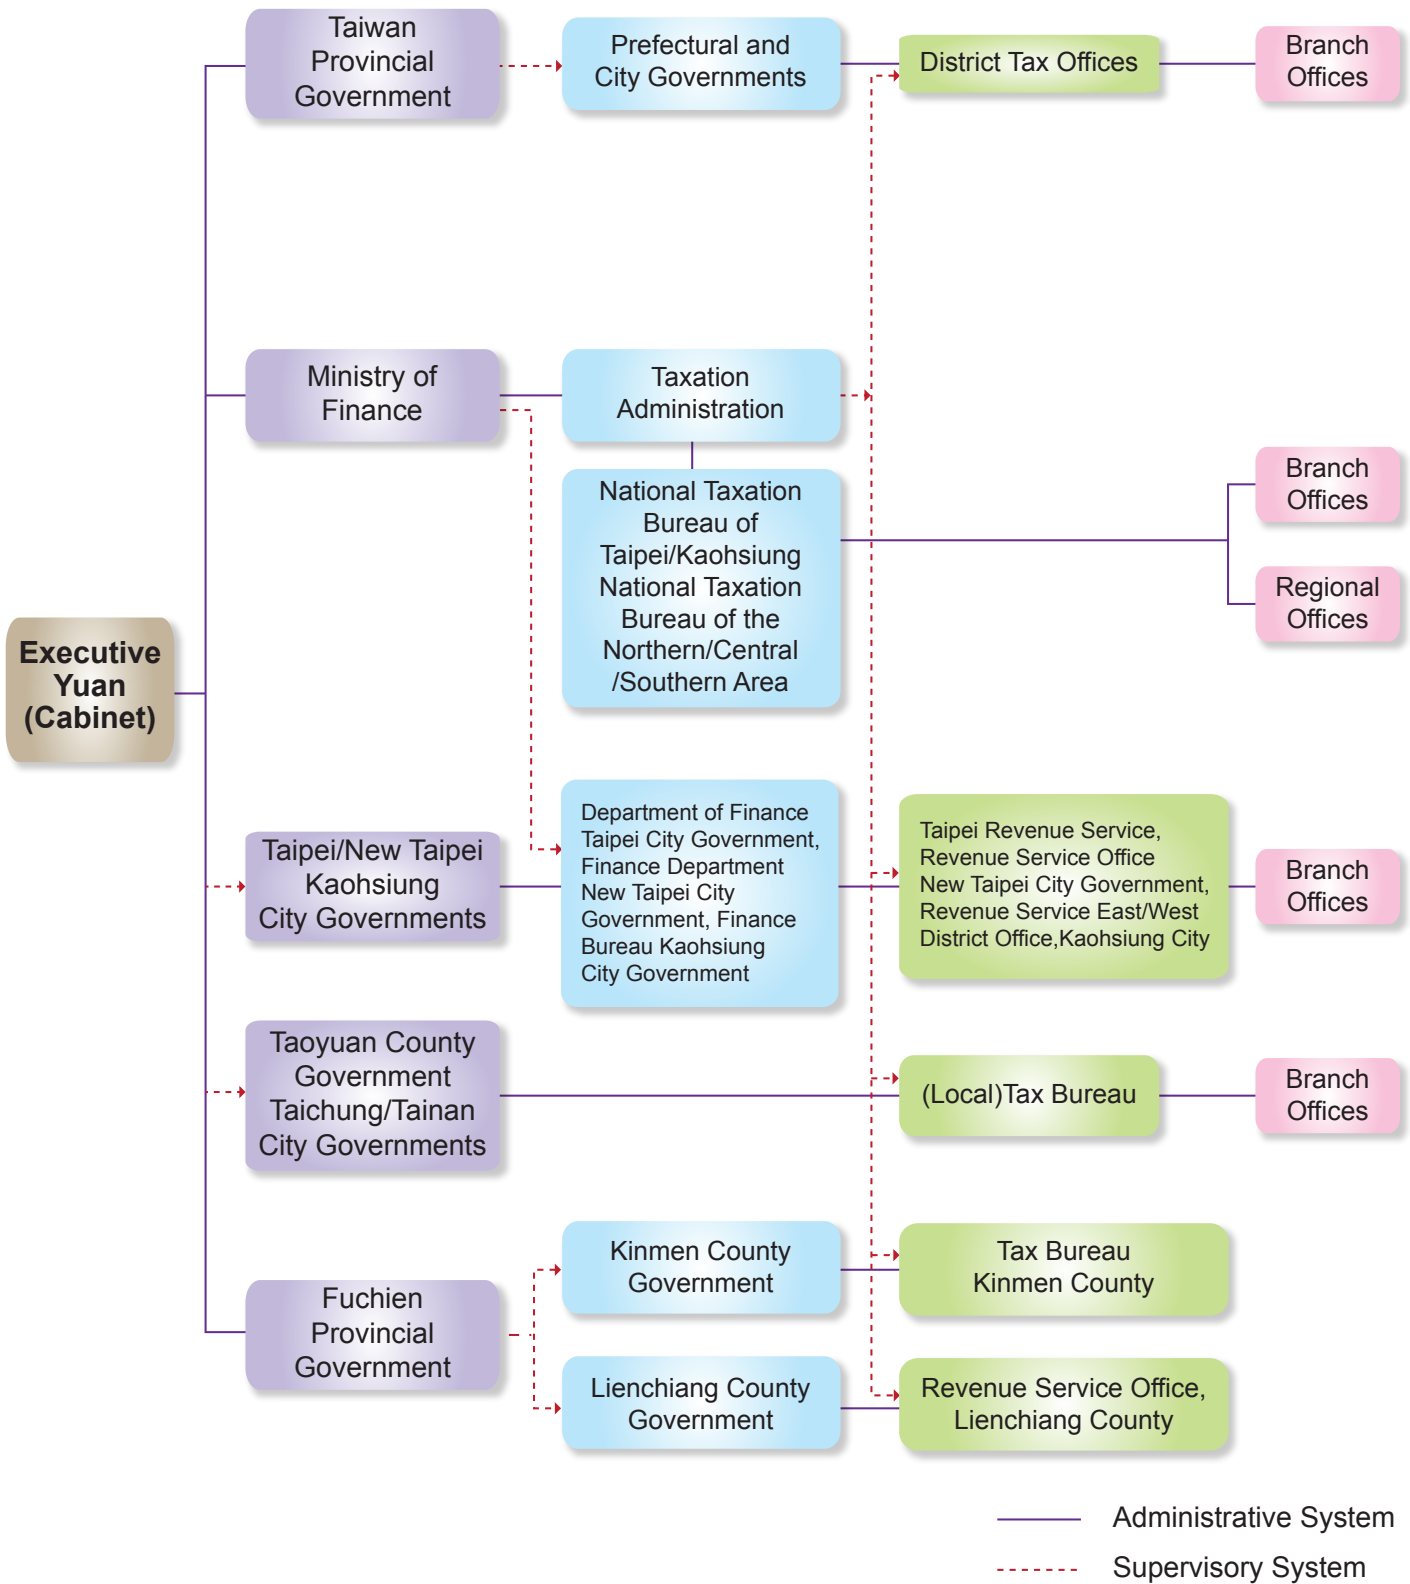 Taiwan
Provincial
Government
Prefectural and
City Governments
District Tax Offices
Branch
Offices
Ministry of
Finance
Taxation
Administration
National Taxation
Bureau of
Taipei/Kaohsiung
National Taxation
Bureau of the
Northern/Central
/Southern Area
Branch
Offices
Regional
Offices
Executive
Yuan
(Cabinet)
Taipei/New Taipei
Kaohsiung
City Governments
Department of Finance
Taipei City Government,
Finance Department
New Taipei City
Government, Finance
Bureau Kaohsiung
City Government
Taipei Revenue Service,
Revenue Service Office
New Taipei City Government,
Revenue Service East/West
District Office,Kaohsiung City
Branch
Offices
Taoyuan County
Government
Taichung/Tainan
City Governments
(Local)Tax Bureau
Branch
Offices
Fuchien
Provincial
Government
Kinmen County
Government
Tax Bureau
Kinmen County
Lienchiang County
Government
Revenue Service Office,
Lienchiang County
Administrative System
Supervisory System